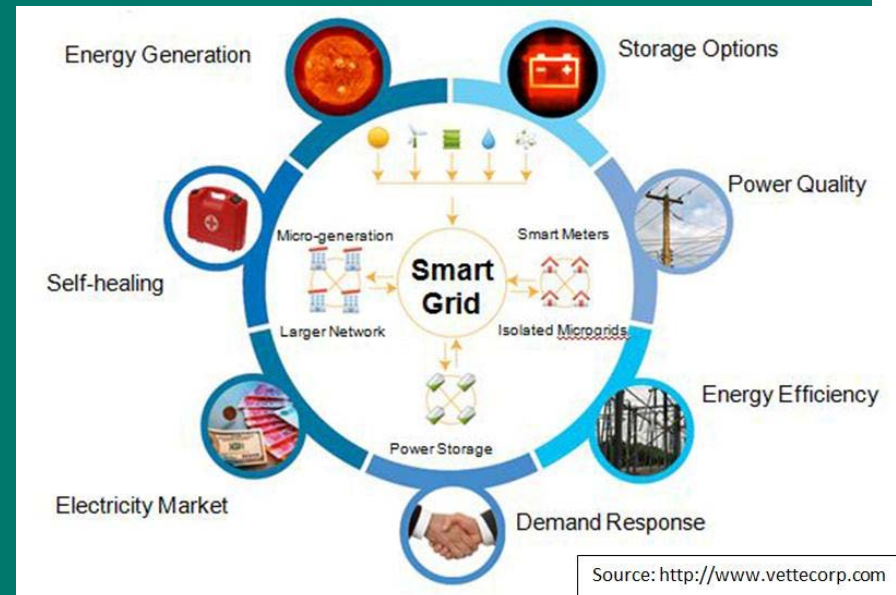 Energy Generation
Storage Options
Power Quality
Self-healing
Micro-generation
Smart Meters
Smart
Grid
Larger Network
Isolated Microgrids
Power Storage
Energy Efficiency
Electricity Market
Demand Response
Source: http://www.vettecorp.com